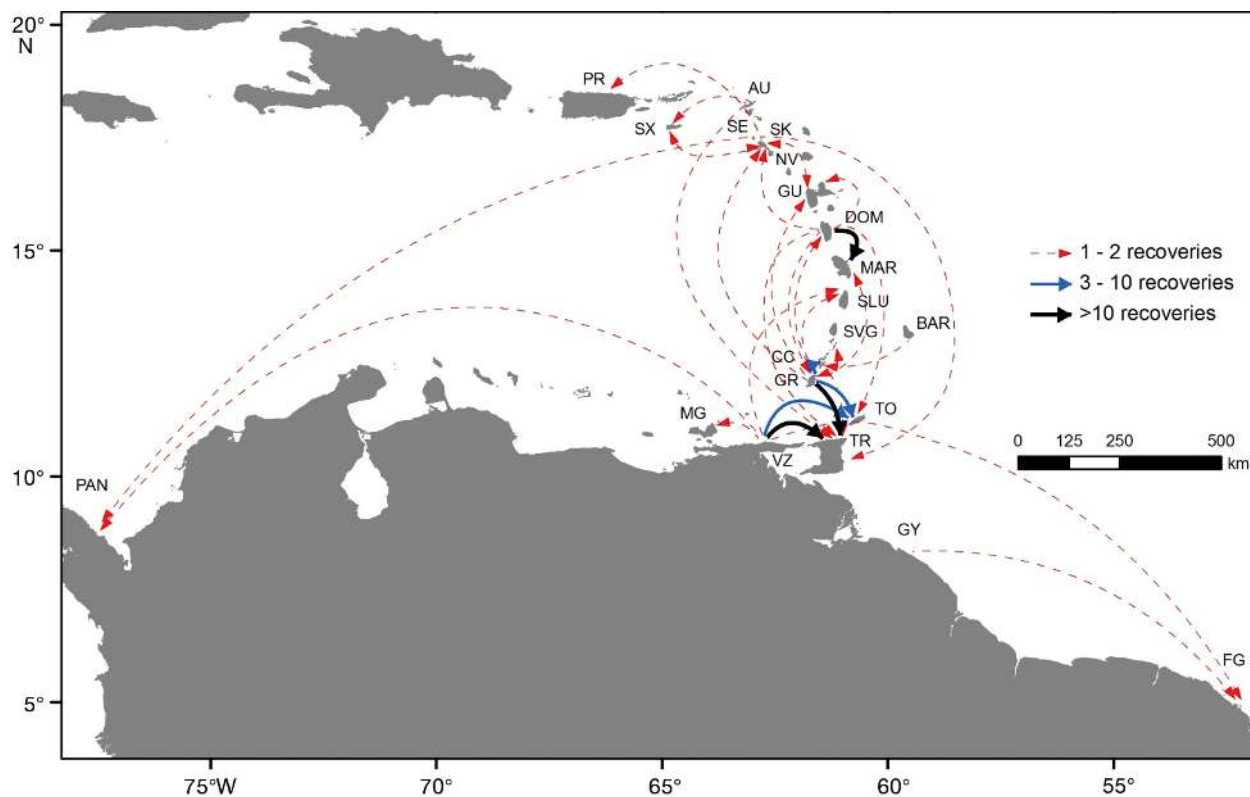 20°
N
15°
10°
5°
75°W
70°
65°
60°
55°
PR
AU
SX
SE
SK
NV
GU
DOM
MAR
SLU
SVG
BAR
CC
GR
TO
MG
TR
VZ
PAN
GY
FG
1 - 2 recoveries
3 - 10 recoveries
>10 recoveries
0 125 250 500
km